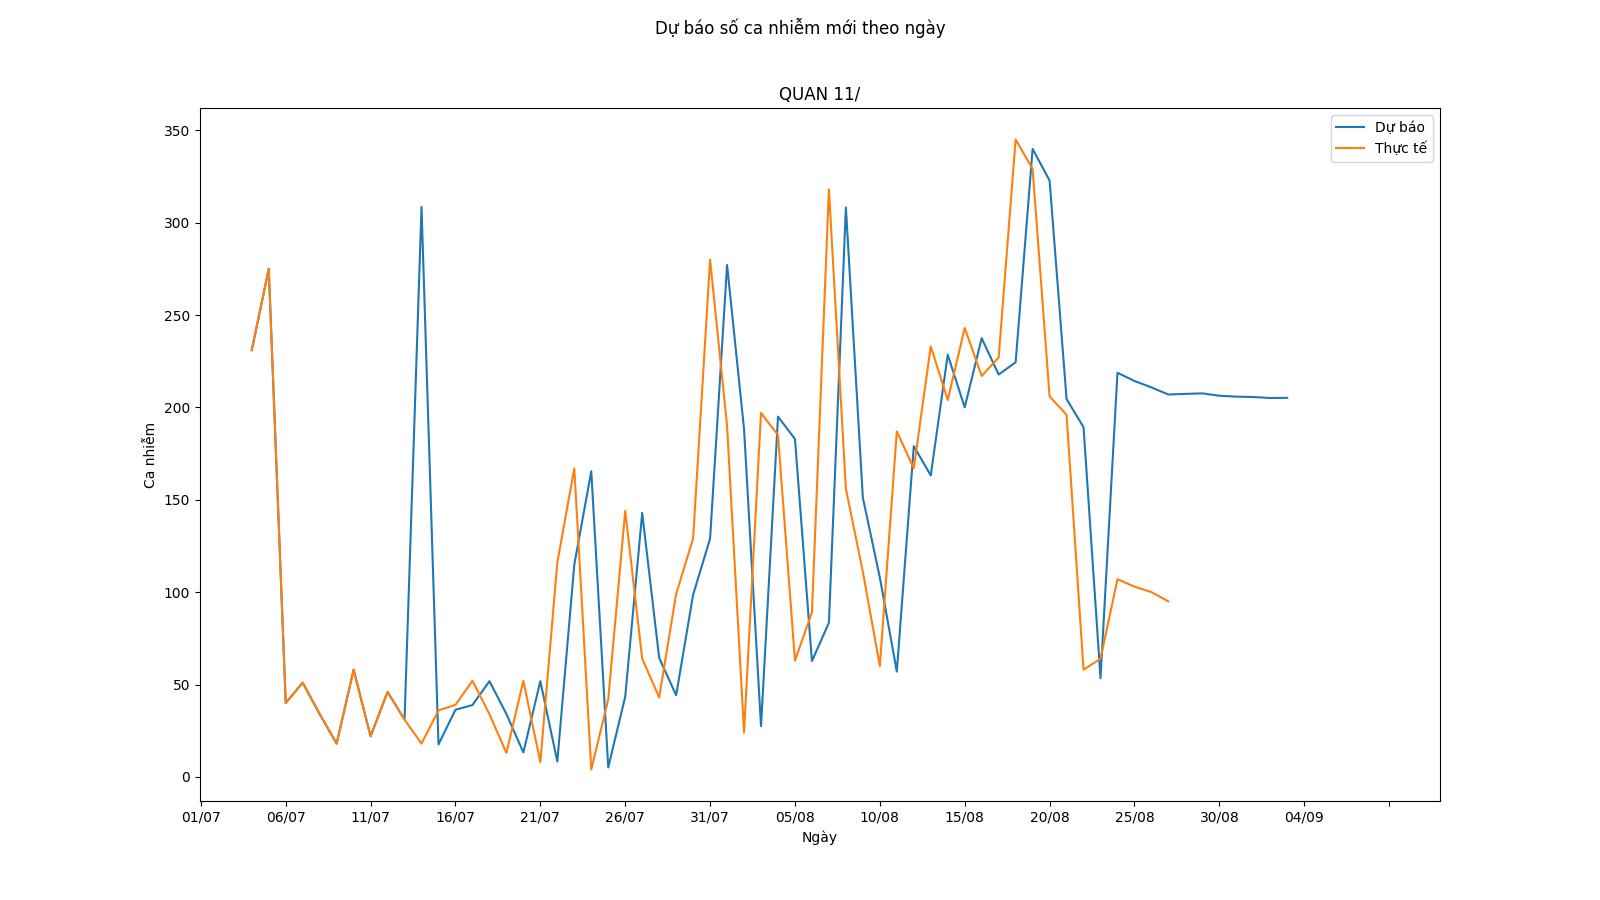 Dự báo số ca nhiễm mới theo ngày
QUAN 11/
Dự báo
Thực tế
Ca nhiễm
350
300
250
200
150
100
50
0
01/07 06/07 11/07 16/07 21/07 26/07 31/07 05/08 10/08 15/08 20/08 25/08 30/08 04/09
Ngày